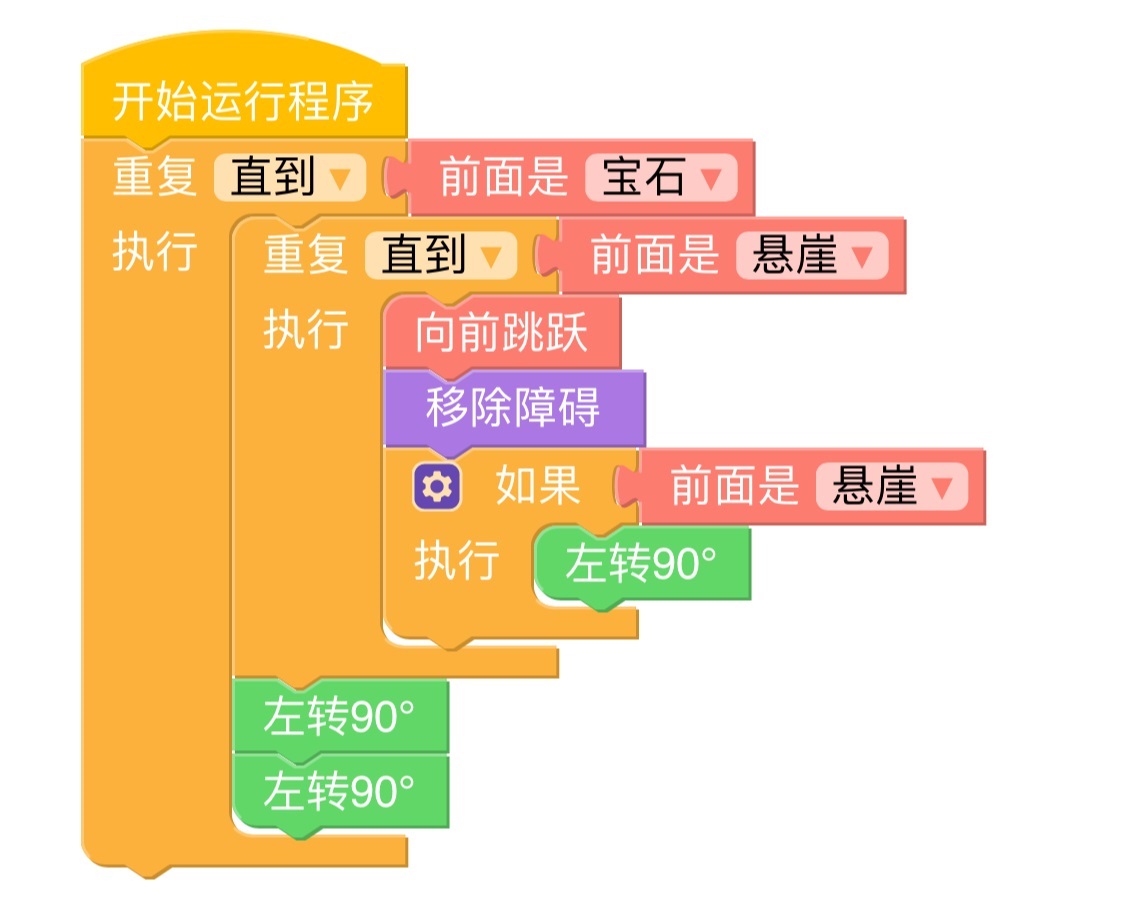 开始运行程序
重复 直到 前面是 宝石
执行 重复 直到 前面是 悬崖
执行 向前跳跃
移除障碍
如果 前面是 悬崖
执行 左转90°
左转90°
左转90°